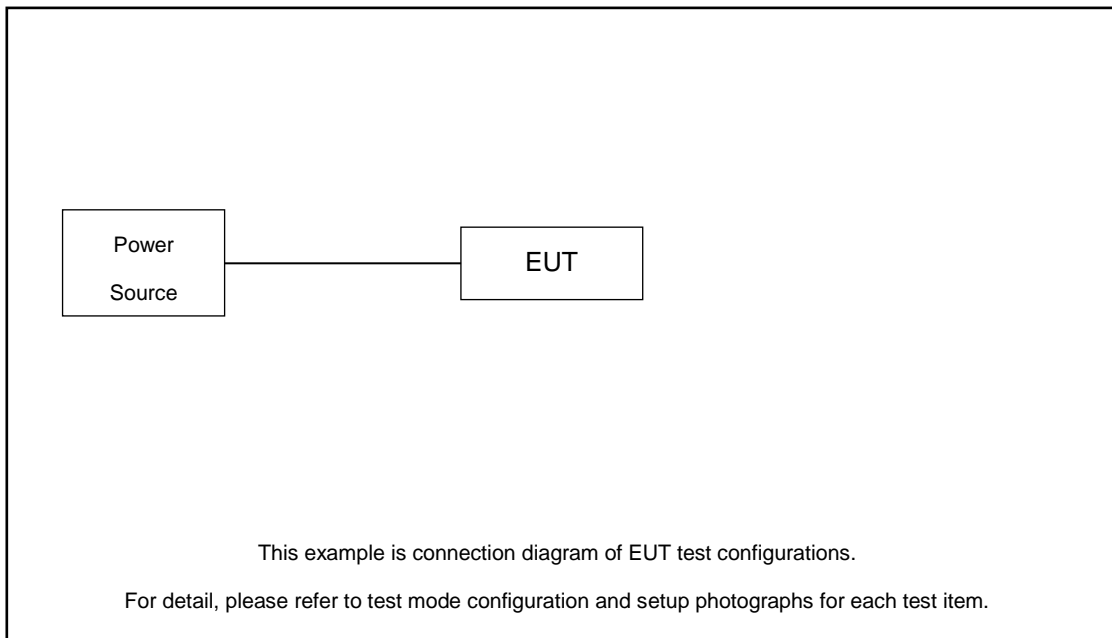 Power
Source
EUT
This example is connection diagram of EUT test configurations.
For detail, please refer to test mode configuration and setup photographs for each test item.